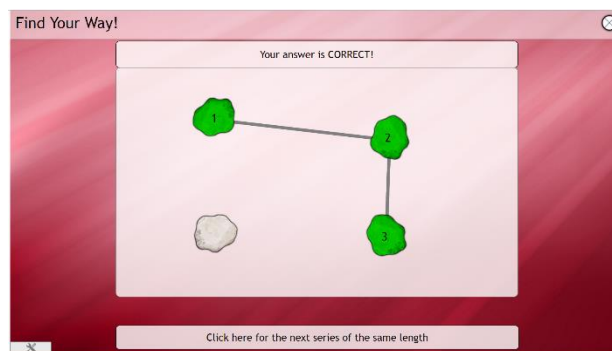 Find Your Way!
Your answer is CORRECT!
1
2
3
Click here for the next series of the same length